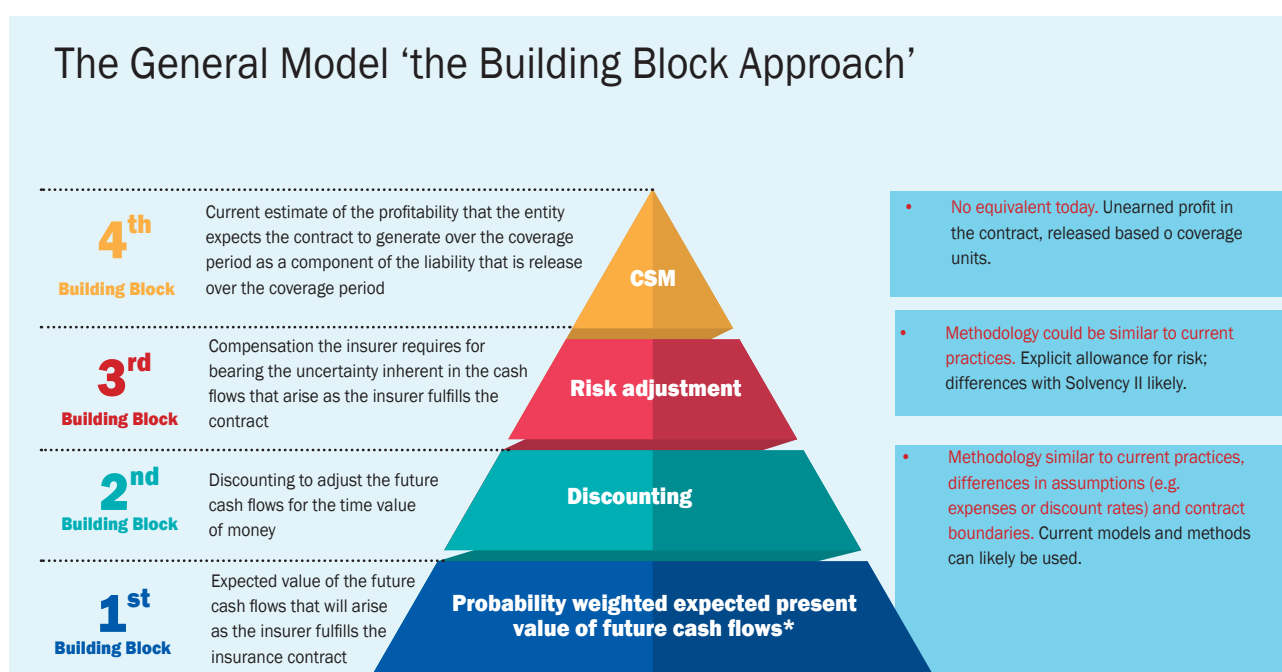 The General Model ‘the Building Block Approach’
4th
Building Block
Current estimate of the profitability that the entity
expects the contract to generate over the coverage
period as a component of the liability that is release
over the coverage period
CSM
• No equivalent today. Unearned profit in
the contract, released based o coverage
units.
3rd
Building Block
Compensation the insurer requires for
bearing the uncertainty inherent in the cash
flows that arise as the insurer fulfills the
contract
Risk adjustment
• Methodology could be similar to current
practices. Explicit allowance for risk;
differences with Solvency II likely.
2nd
Building Block
Discounting to adjust the future
cash flows for the time value
of money
Discounting
• Methodology similar to current practices,
differences in assumptions (e.g.
expenses or discount rates) and contract
boundaries. Current models and methods
can likely be used.
1st
Building Block
Expected value of the future
cash flows that will arise
as the insurer fulfills the
insurance contract
Probability weighted expected present
value of future cash flows*